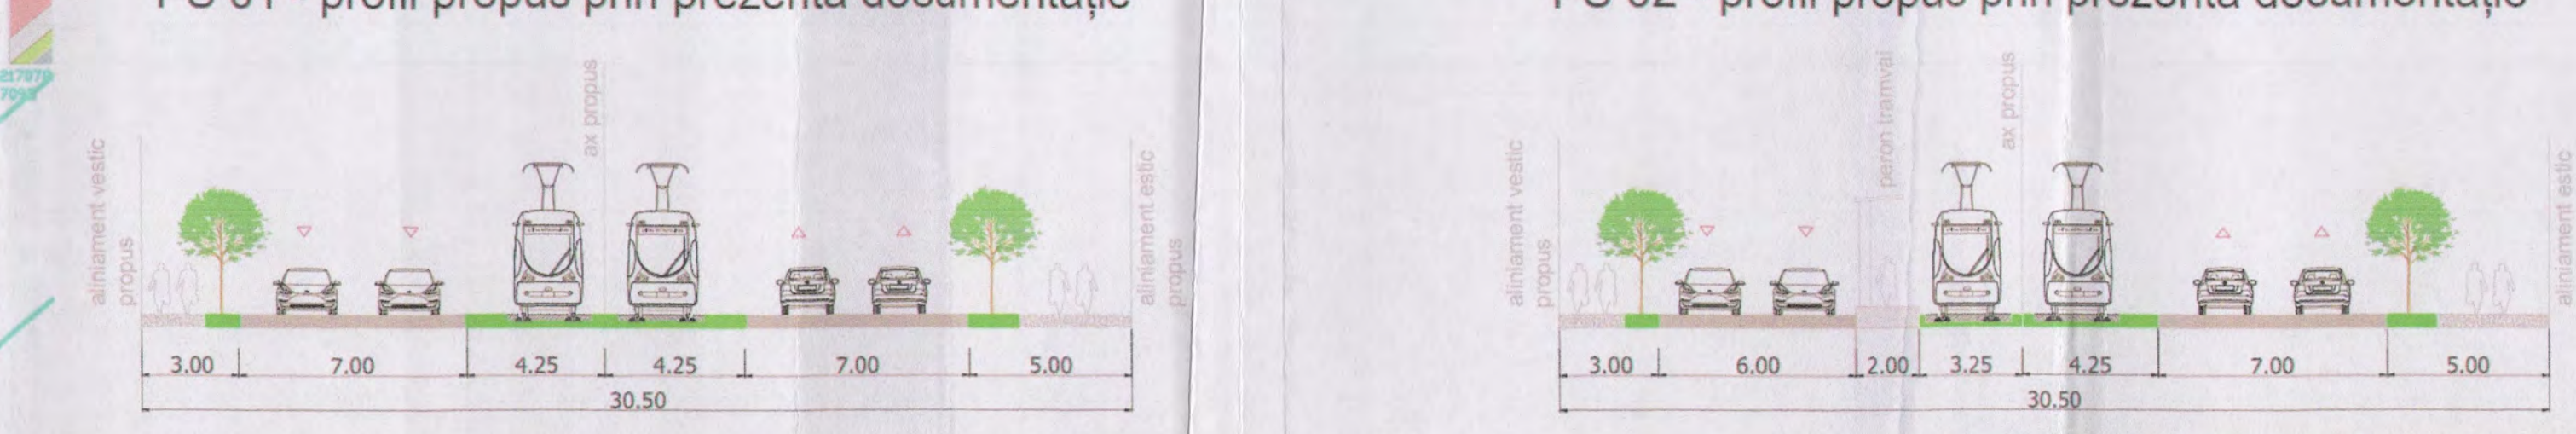 PS 01 - profil propus prin prezenta documentație
PS 02 - profil propus prin prezenta documentație
aliniament vestic
propus
ax propus
aliniament estic
propus
3.00 7.00 4.25 4.25 7.00 5.00
30.50
aliniament vestic
propus
peron tramvai
ax propus
aliniament estic
3.00 6.00 2.00 3.25 4.25 7.00 5.00
30.50